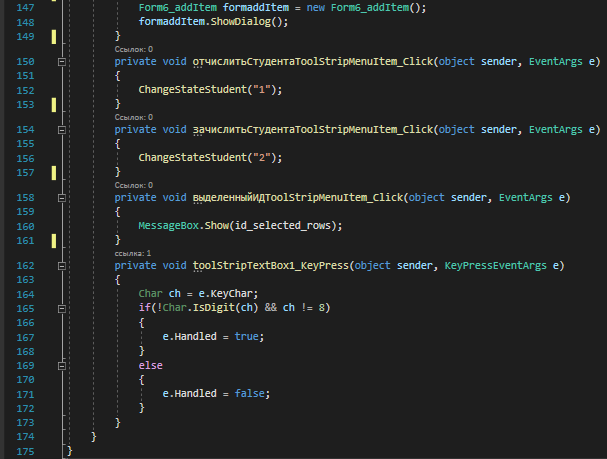 147 Form6_addItem formaddItem = new Form6_addItem();
148 formaddItem.ShowDialog();
149 }
Ссылок: 0
150 private void отчислитьСтудентаToolStripMenuItem_Click(object sender, EventArgs e)
151 {
152 ChangeStateStudent("1");
153 }
Ссылок: 0
154 private void зачислитьСтудентаToolStripMenuItem_Click(object sender, EventArgs e)
155 {
156 ChangeStateStudent("2");
157 }
Ссылок: 0
158 private void выделенныйИДToolStripMenuItem_Click(object sender, EventArgs e)
159 {
160 MessageBox.Show(id_selected_rows);
161 }
ссылка: 1
162 private void toolStripTextBox1_KeyPress(object sender, KeyPressEventArgs e)
163 {
164 Char ch = e.KeyChar;
165 if(!Char.IsDigit(ch) && ch != 8)
166 {
167 e.Handled = true;
168 }
169 else
170 {
171 e.Handled = false;
172 }
173 }
174 }
175 }